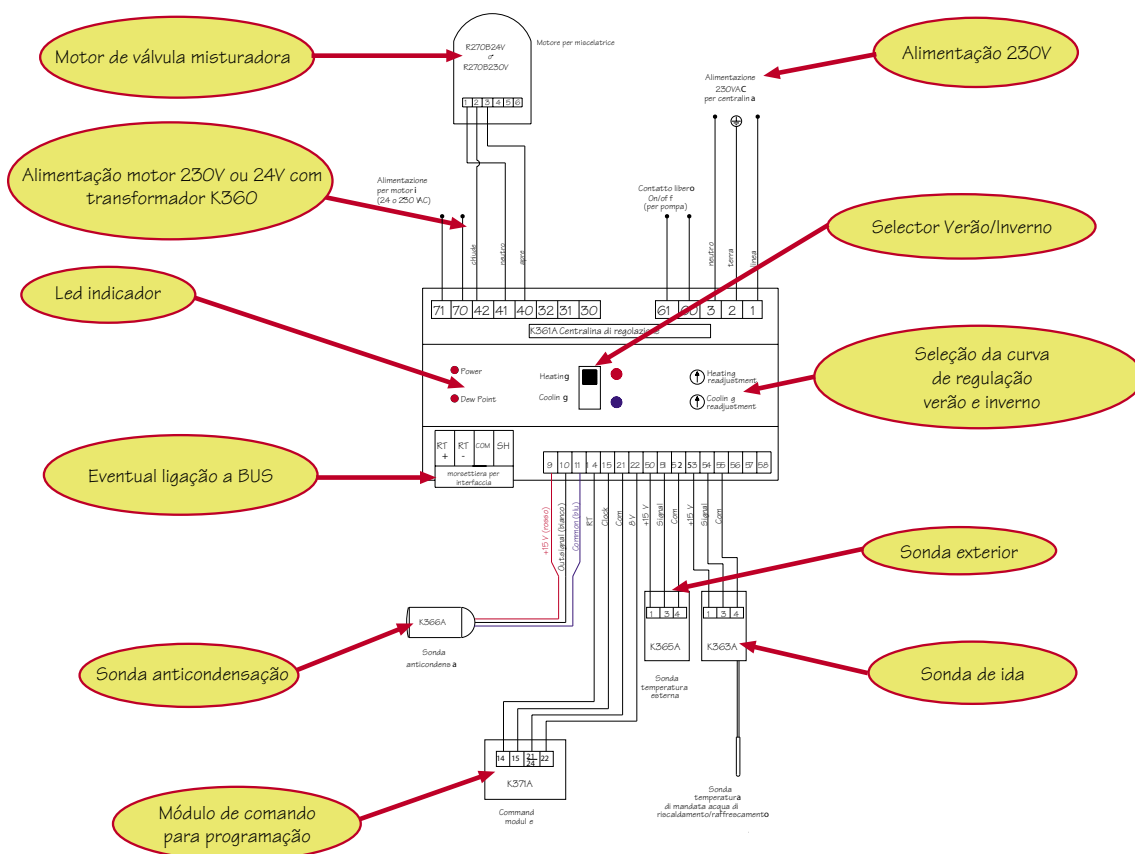 Motor de válvula misturadora
R270B24V
o
R270B230V
Motore per miscelatrice
1 2 3 4 5 6
Alimentação 230V
Alimentazione
230VAC
per centralina
Alimentação motor 230V ou 24V com
transformador K360
Alimentazione
per motori
(24 o 230 VAC)
Contatto libero
On/off
(per pompa)
Selector Verão/Inverno
chiude
neutro
apre
neutro
terra
linea
Led indicador
71 70 42 41 40 32 31 30
61 60 3 2 1
K361A Centralina di regolazione
Power
Dew Point
Heating
Cooling
Heating
readjustment
Cooling
readjustment
Seleção da curva
de regulação
verão e inverno
Eventual ligação a BUS
RT
+
RT
-
COM
SH
morsettiera per
interfaccia
9 10 11 14 15 21 22 50 51 52 53 54 55 56 57 58
+15 V (rosso)
Outsignal (bianco)
Common (blu)
RT
Clock
Com
8 V
+15 V
Signal
Com
+15 V
Signal
Com
Sonda exterior
K366A
Sonda
anticondensa
1 3 4
K365A
Sonda
temperatura
esterna
1 3 4
K363A
Sonda anticondensação
Sonda de ida
14 15 21/24 22
K371A
Command
module
Módulo de comando
para programação
Sonda
temperatura
di mandata acqua di
riscaldamento/raffrescamento